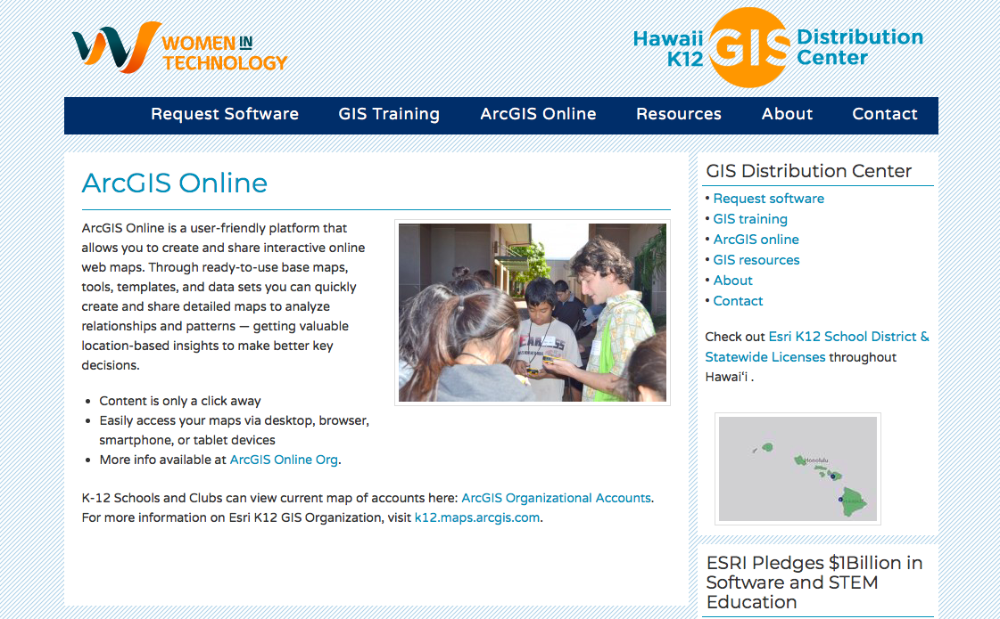 WOMEN IN
TECHNOLOGY
Hawaii
K12
GIS
Distribution
Center
Request Software GIS Training ArcGIS Online Resources About Contact
ArcGIS Online
ArcGIS Online is a user-friendly platform that
allows you to create and share interactive online
web maps. Through ready-to-use base maps,
tools, templates, and data sets you can quickly
create and share detailed maps to analyze
relationships and patterns — getting valuable
location-based insights to make better key
decisions.
• Content is only a click away
• Easily access your maps via desktop, browser,
smartphone, or tablet devices
• More info available at ArcGIS Online Org.
K-12 Schools and Clubs can view current map of accounts here: ArcGIS Organizational Accounts.
For more information on Esri K12 GIS Organization, visit k12.maps.arcgis.com.
GIS Distribution Center
• Request software
• GIS training
• ArcGIS online
• GIS resources
• About
• Contact
Check out Esri K12 School District &
Statewide Licenses throughout
Hawai‘i .
Honolulu
ESRI Pledges $1Billion in
Software and STEM
Education